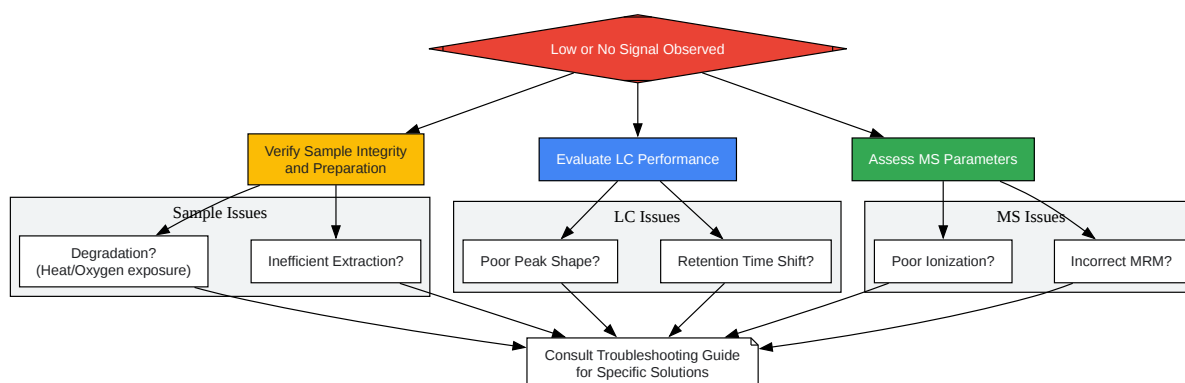 Low or No Signal Observed
Verify Sample Integrity
and Preparation
Evaluate LC Performance
Assess MS Parameters
Sample Issues
LC Issues
MS Issues
Degradation?
(Heat/Oxygen exposure)
Inefficient Extraction?
Poor Peak Shape?
Retention Time Shift?
Poor Ionization?
Incorrect MRM?
Consult Troubleshooting Guide
for Specific Solutions